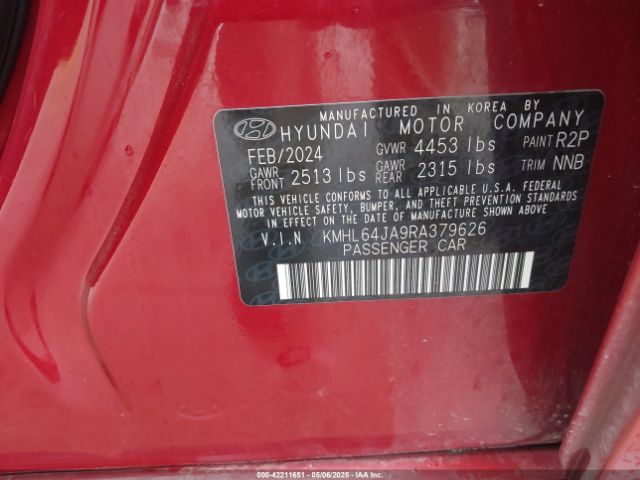 MANUFACTURED IN KOREA BY
HYUNDAI MOTOR COMPANY
FEB/2024 GVWR 4453 lbs PAINT R2P
GAWR FRONT 2513 lbs GAWR REAR 2315 lbs TRIM NNB
THIS VEHICLE CONFORMS TO ALL APPLICABLE U.S.A. FEDERAL
MOTOR VEHICLE SAFETY, BUMPER, AND THEFT PREVENTION STANDARDS
IN EFFECT ON THE DATE OF MANUFACTURE SHOWN ABOVE.
V.I.N KMHL64JA9RA379626
PASSENGER CAR
000-42211651 - 05/06/2025 - IAAI.COM